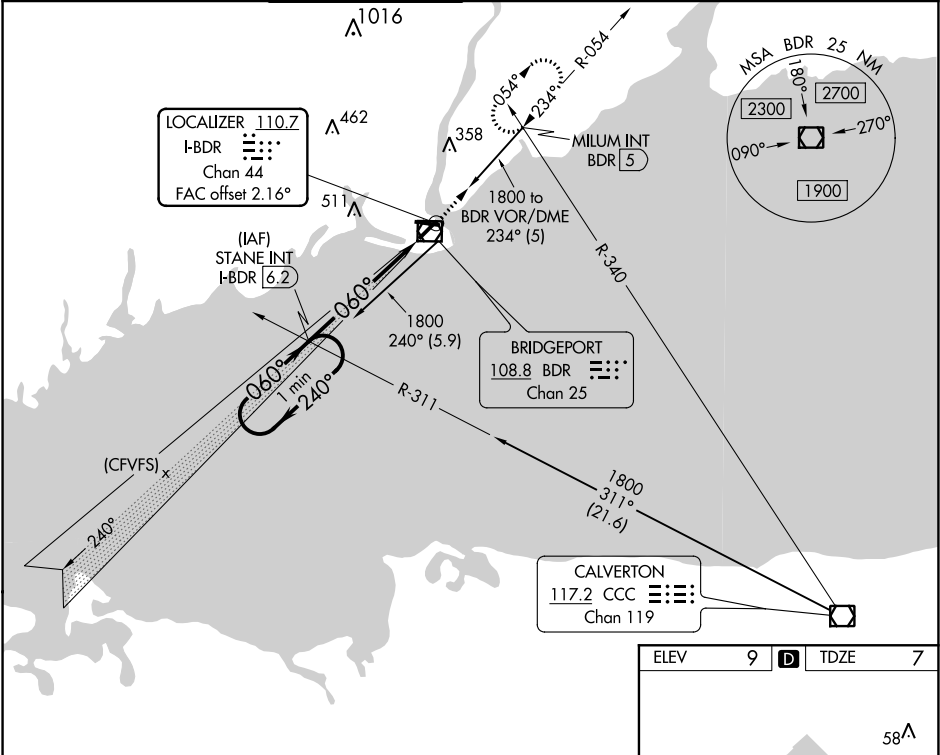 1016
MSA BDR 25 NM
180°
2300
2700
090°
270°
1900
R-054
054°
234°
LOCALIZER 110.7
I-BDR
Chan 44
FAC offset 2.16°
462
358
511
MILUM INT
BDR 5
1800 to
BDR VOR/DME
234° (5)
(IAF)
STANE INT
I-BDR 6.2
R-340
060°
1800
240° (5.9)
BRIDGEPORT
108.8 BDR
Chan 25
060°
1 min
240°
R-311
(CFVFS) x
240°
1800
311°
(21.6)
CALVERTON
117.2 CCC
Chan 119
ELEV 9 D TDZE 7
58